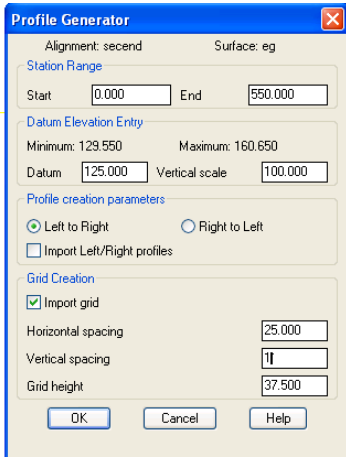 Profile Generator
Alignment: secend Surface: eg
Station Range
Start 0.000 End 550.000
Datum Elevation Entry
Minimum: 129.550 Maximum: 160.650
Datum 125.000 Vertical scale 100.000
Profile creation parameters
Left to Right Right to Left
Import Left/Right profiles
Grid Creation
Import grid
Horizontal spacing 25.000
Vertical spacing 1
Grid height 37.500
OK Cancel Help